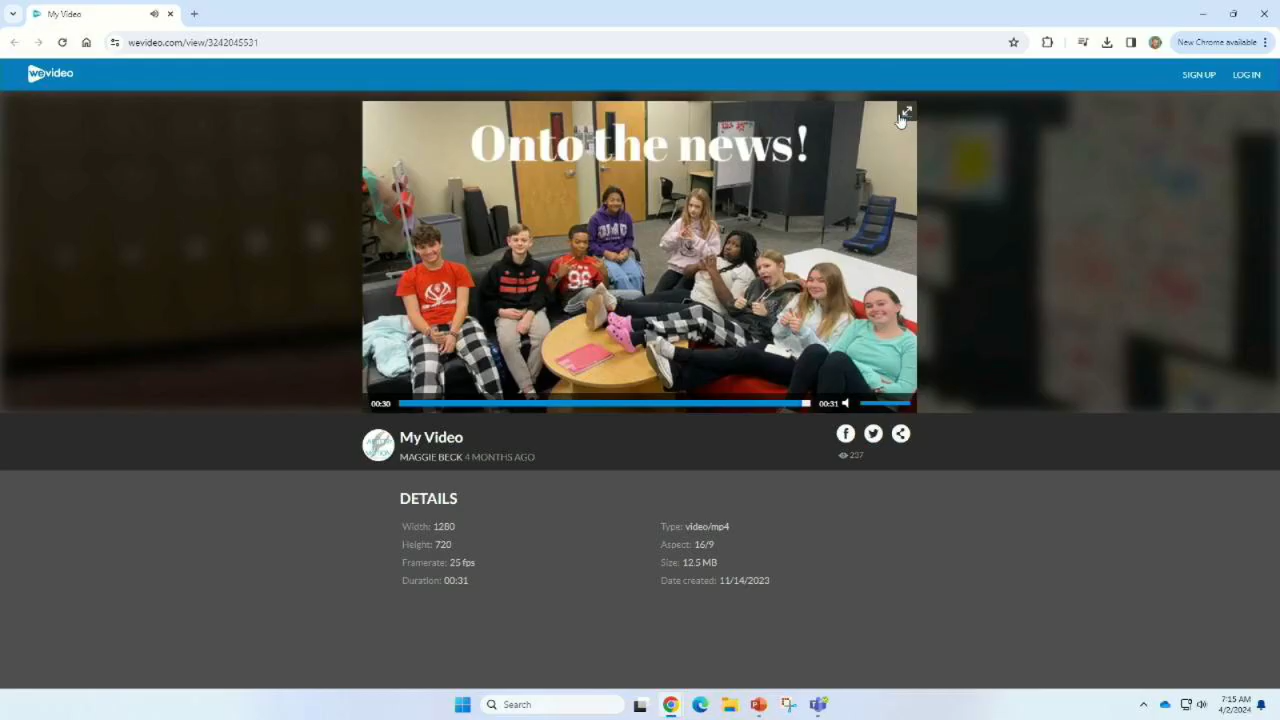 My Video
wevideo.com/view/3242045531
New Chrome available
wevideo
SIGN UP
LOG IN
Onto the news!
00:30
00:31
My Video
MAGGIE BECK 4 MONTHS AGO
237
DETAILS
Width: 1280
Type: video/mp4
Height: 720
Aspect: 16/9
Framerate: 25 fps
Size: 12.5 MB
Duration: 00:31
Date created: 11/14/2023
Search
7:15 AM
4/2/2024